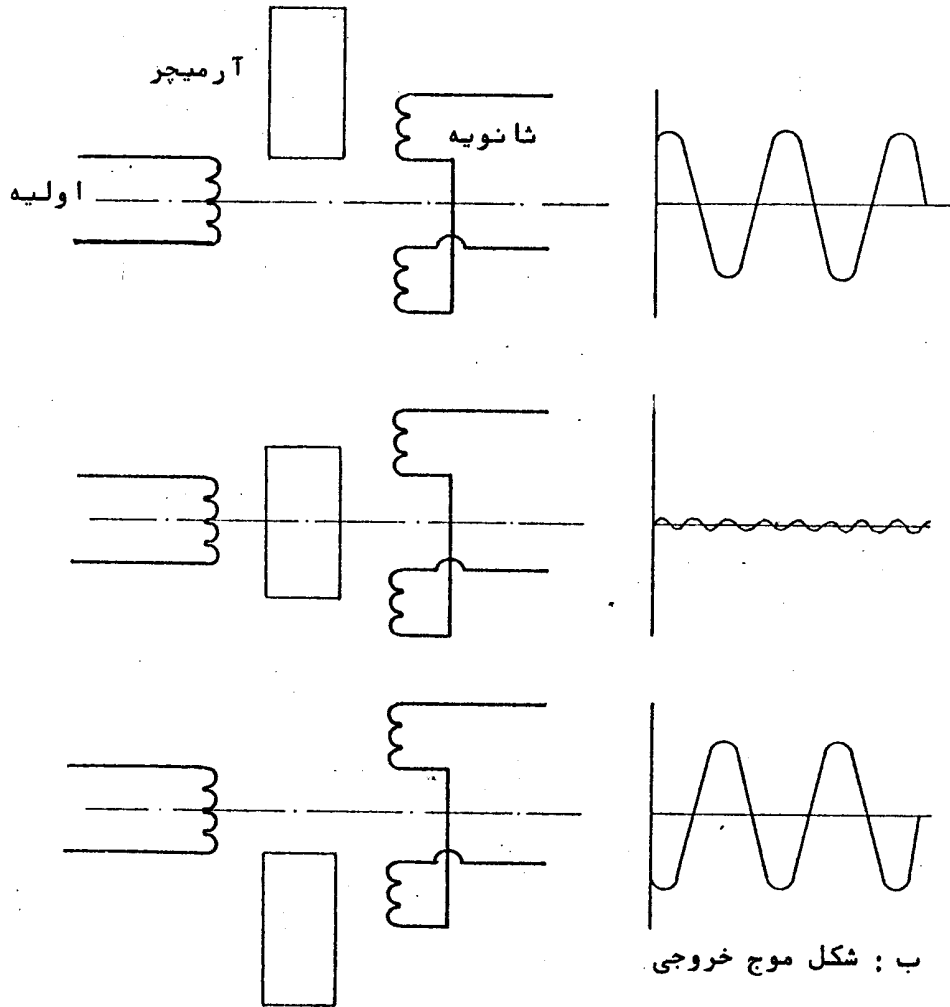 آرمیچر
ثانویه
اولیه
ب : شکل موج خروجی